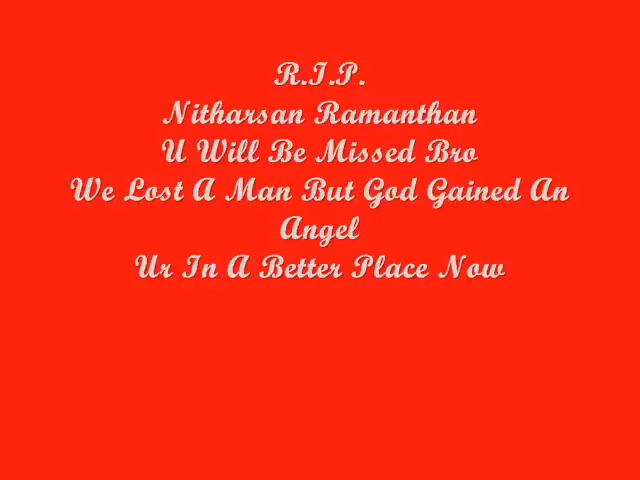 R.I.P.
Nitharsan Ramanthan
U Will Be Missed Bro
We Lost A Man But God Gained An
Angel
Ur In A Better Place Now